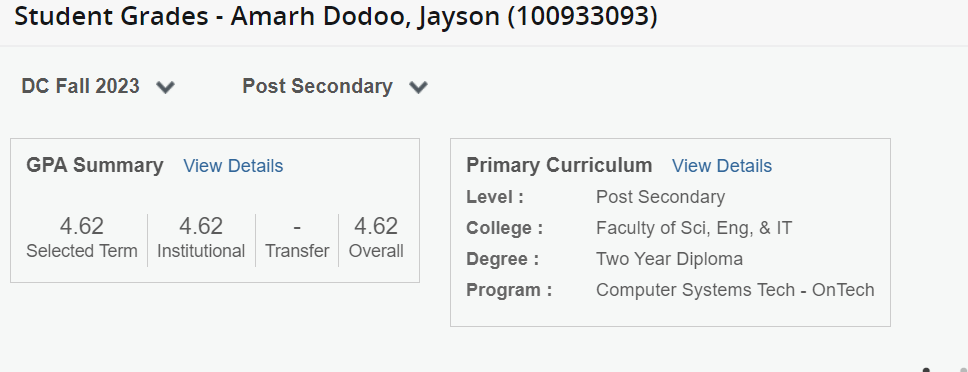 Student Grades - Amarh Dodoo, Jayson (100933093)
DC Fall 2023 Post Secondary
GPA Summary View Details
4.62 4.62 - 4.62
Selected Term Institutional Transfer Overall
Primary Curriculum View Details
Level : Post Secondary
College : Faculty of Sci, Eng, & IT
Degree : Two Year Diploma
Program : Computer Systems Tech - OnTech